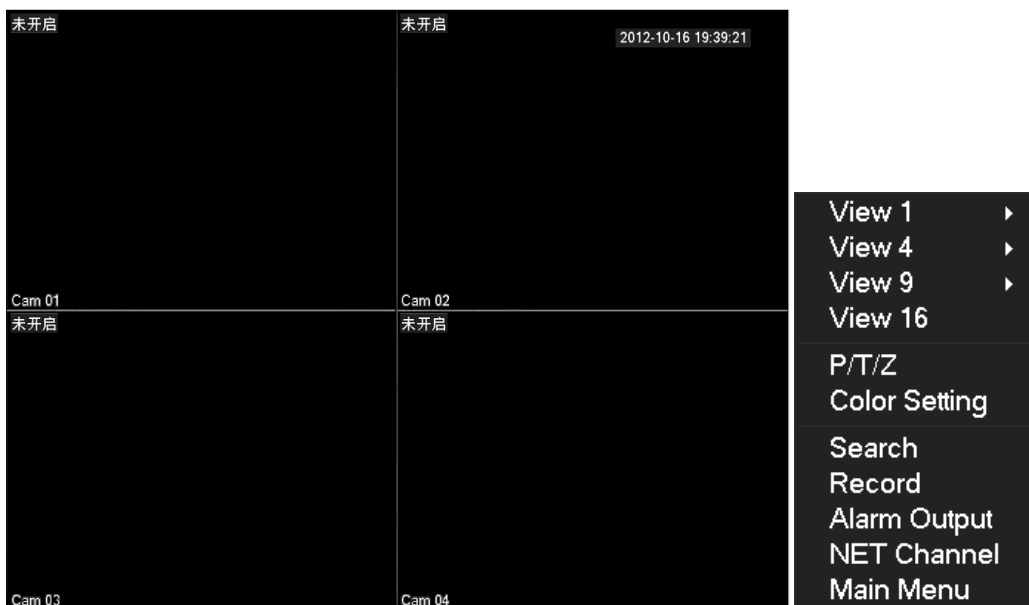 未开启
未开启
2012-10-16 19:39:21
Cam 01
Cam 02
未开启
未开启
Cam 03
Cam 04
View 1
View 4
View 9
View 16
P/T/Z
Color Setting
Search
Record
Alarm Output
NET Channel
Main Menu